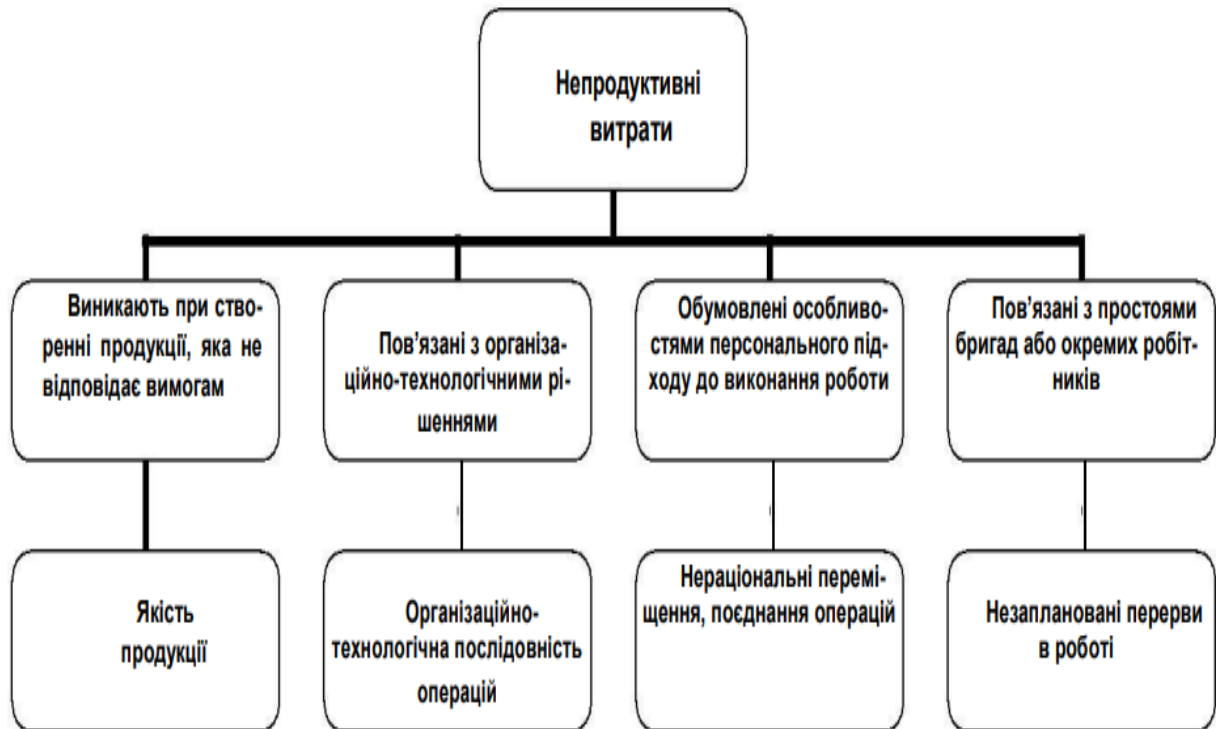 Непродуктивні
витрати
Виникають при ство-
ренні продукції, яка не
відповідає вимогам
Пов’язані з організа-
ційно-технологічними рі-
шеннями
Обумовлені особливо-
стями персонального під-
ходу до виконання роботи
Пов’язані з простоями
бригад або окремих робіт-
ників
Якість
продукції
Організаційно-
технологічна послідовність
операцій
Нераціональні перемі-
щення, поєднання операцій
Незаплановані перерви
в роботі